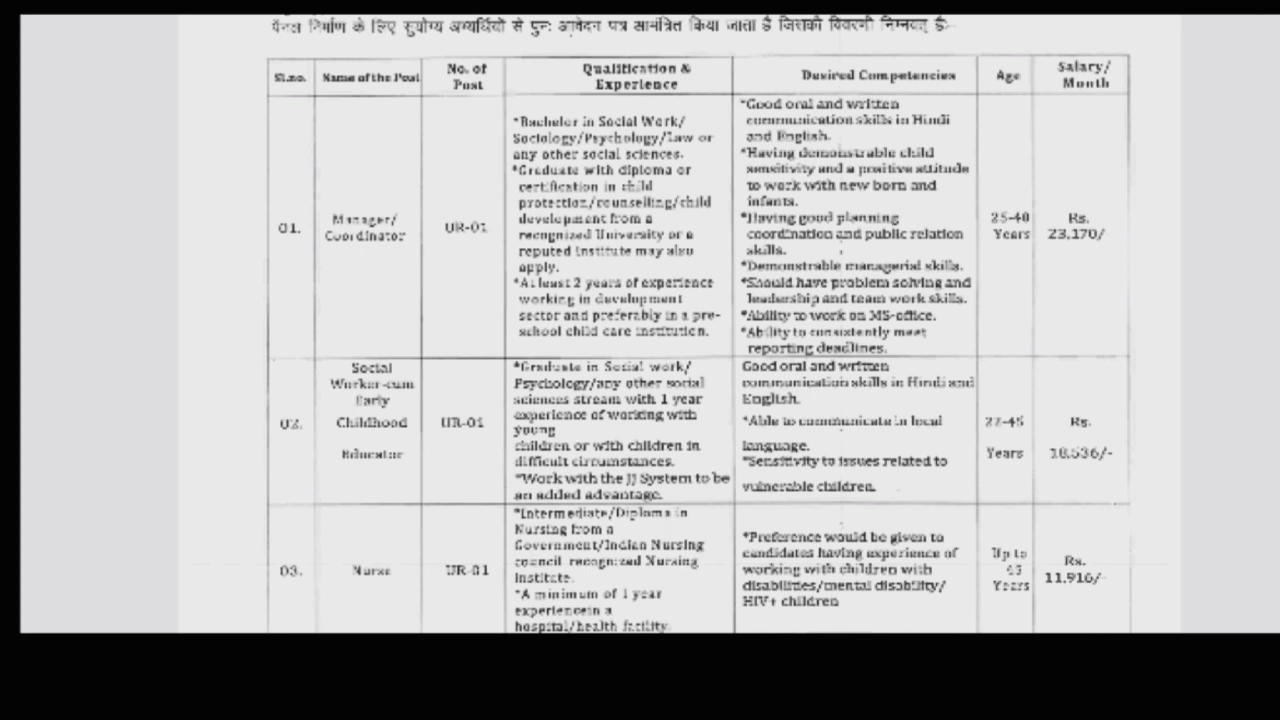 पैनल निर्माण के लिए सुयोग्य अभ्यर्थियों से पुनः आवेदन पत्र आमंत्रित किया जाता है जिसकी विवरणी निम्नवत् है:-
Sl.no.
Name of the Post
No. of
Post
Qualification &
Experience
Desired Competencies
Age
Salary/
Month
01.
Manager/
Coordinator
UR-01
*Bachelor in Social Work/
Sociology/Psychology/Law or
any other social sciences.
*Graduate with diploma or
certification in child
protection/counselling/child
development from a
recognized University or a
reputed institute may also
apply.
*At least 2 years of experience
working in development
sector and preferably in a pre-
school child care institution.
*Good oral and written
communication skills in Hindi
and English.
*Having demonstrable child
sensitivity and a positive attitude
to work with new born and
infants.
*Having good planning
coordination and public relation
skills.
*Demonstrable managerial skills.
*Should have problem solving and
leadership and team work skills.
*Ability to work on MS-office.
*Ability to consistently meet
reporting deadlines.
25-40
Years
Rs.
23,170/
02.
Social
Worker-cum
Early
Childhood
Educator
UR-01
*Graduate in Social work/
Psychology/any other social
sciences stream with 1 year
experience of working with
young
children or with children in
difficult circumstances.
*Work with the JJ System to be
an added advantage.
Good oral and written
communication skills in Hindi and
English.
*Able to communicate in local
language.
*Sensitivity to issues related to
vulnerable children.
22-45
Years
Rs.
18,536/-
03.
Nurse
UR-01
*Intermediate/Diploma in
Nursing from a
Government/Indian Nursing
council recognized Nursing
institute.
*A minimum of 1 year
experiencein a
hospital/health facility.
*Preference would be given to
candidates having experience of
working with children with
disabilities/mental disability/
HIV+ children
Up to
45
Years
Rs.
11,916/-